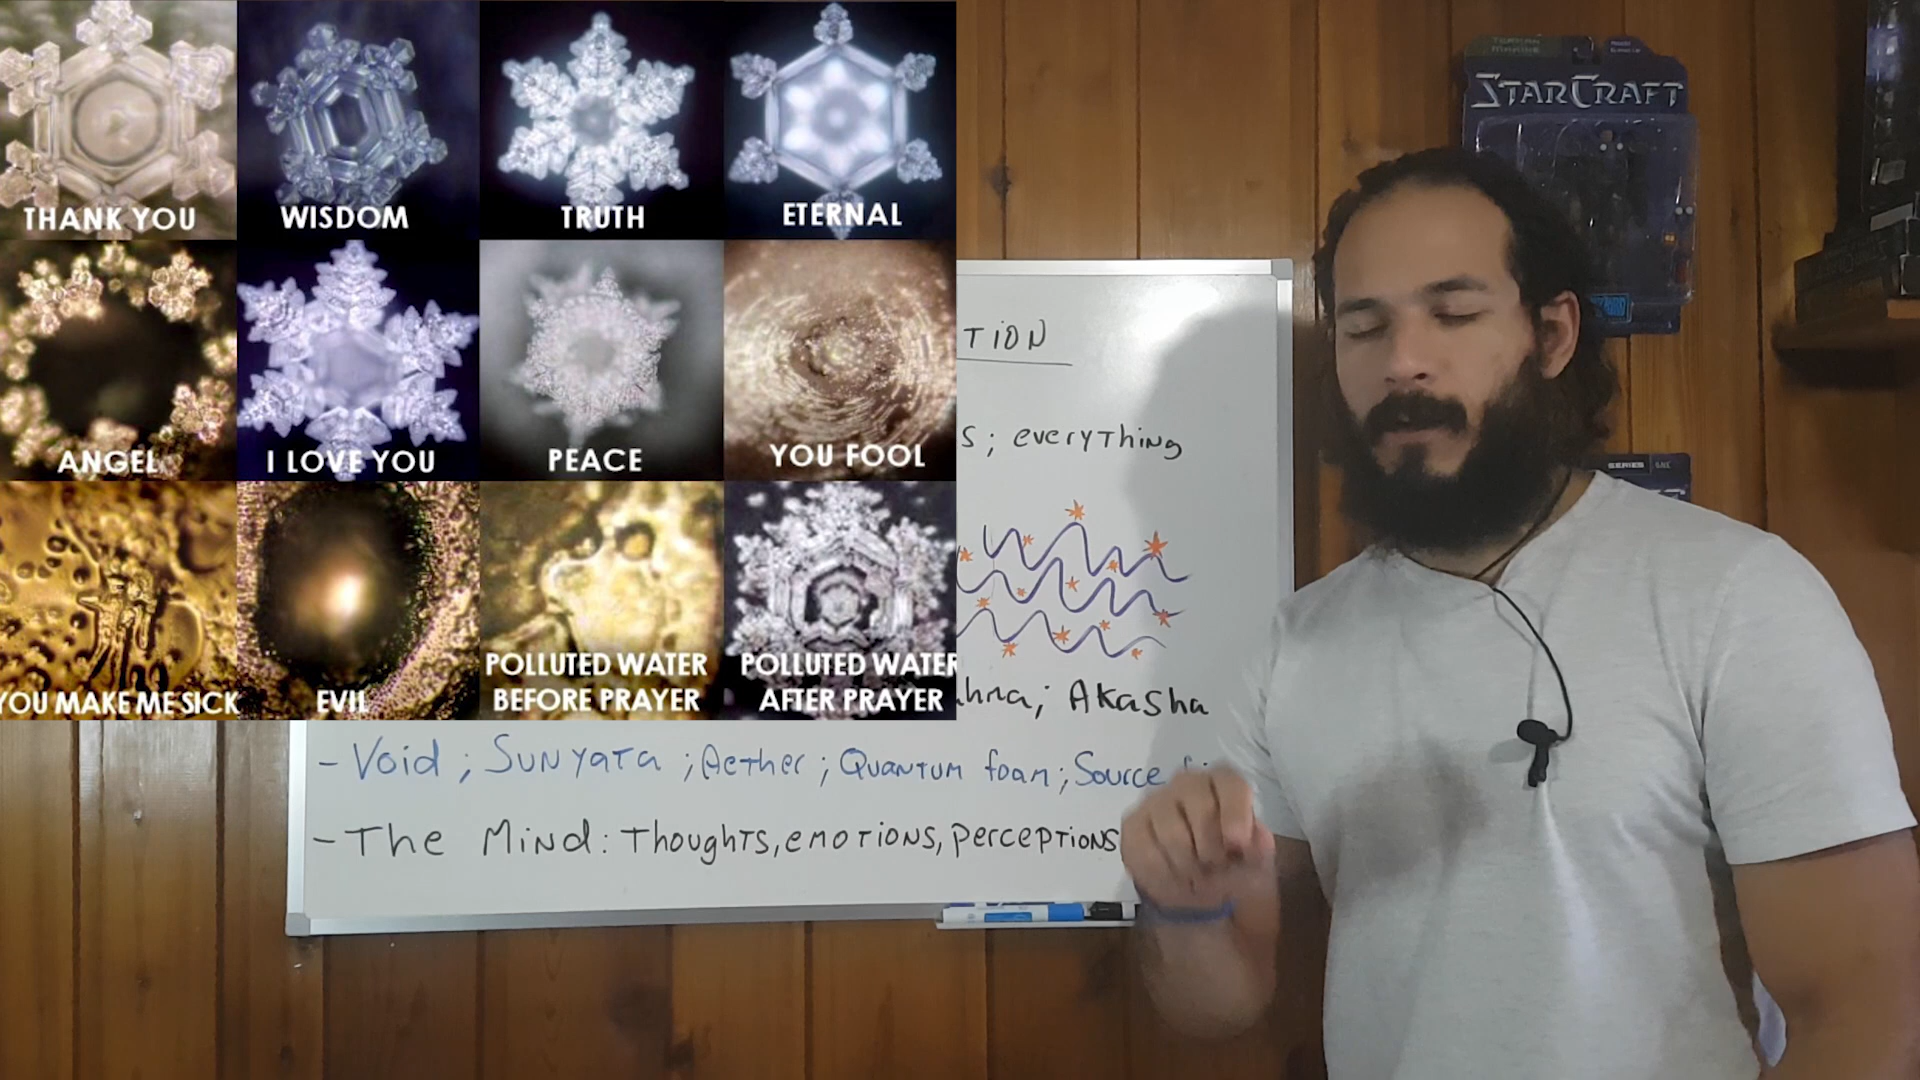 THANK YOU
WISDOM
TRUTH
ETERNAL
ANGEL
I LOVE YOU
PEACE
YOU FOOL
YOU MAKE ME SICK
EVIL
POLLUTED WATER
BEFORE PRAYER
POLLUTED WATER
AFTER PRAYER
TION
S; everyThing
Akasha
- Void; SUNyaTa; Aether; QUANTUM foam; Source
- The Mind: Thoughts, emotions, percepTions
STARCRAFT
SERIES